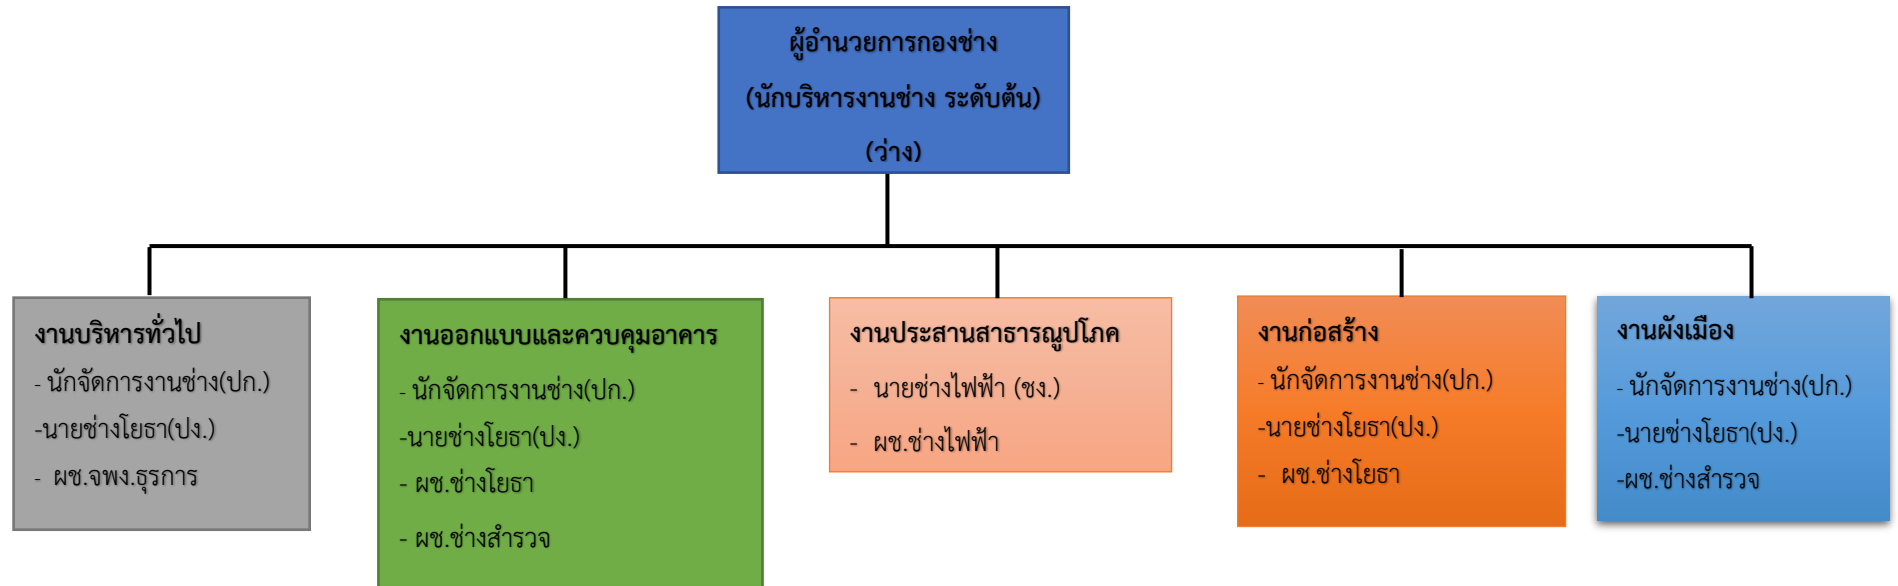 ผู้อำนวยการกองช่าง
(นักบริหารงานช่าง ระดับต้น)
(ว่าง)
งานบริหารทั่วไป
- นักจัดการงานช่าง(ปก.)
-นายช่างโยธา(ปง.)
- ผช.จพง.ธุรการ
งานออกแบบและควบคุมอาคาร
- นักจัดการงานช่าง(ปก.)
-นายช่างโยธา(ปง.)
- ผช.ช่างโยธา
- ผช.ช่างสำรวจ
งานประสานสาธารณูปโภค
- นายช่างไฟฟ้า (ชง.)
- ผช.ช่างไฟฟ้า
งานก่อสร้าง
- นักจัดการงานช่าง(ปก.)
-นายช่างโยธา(ปง.)
- ผช.ช่างโยธา
งานผังเมือง
- นักจัดการงานช่าง(ปก.)
-นายช่างโยธา(ปง.)
-ผช.ช่างสำรวจ